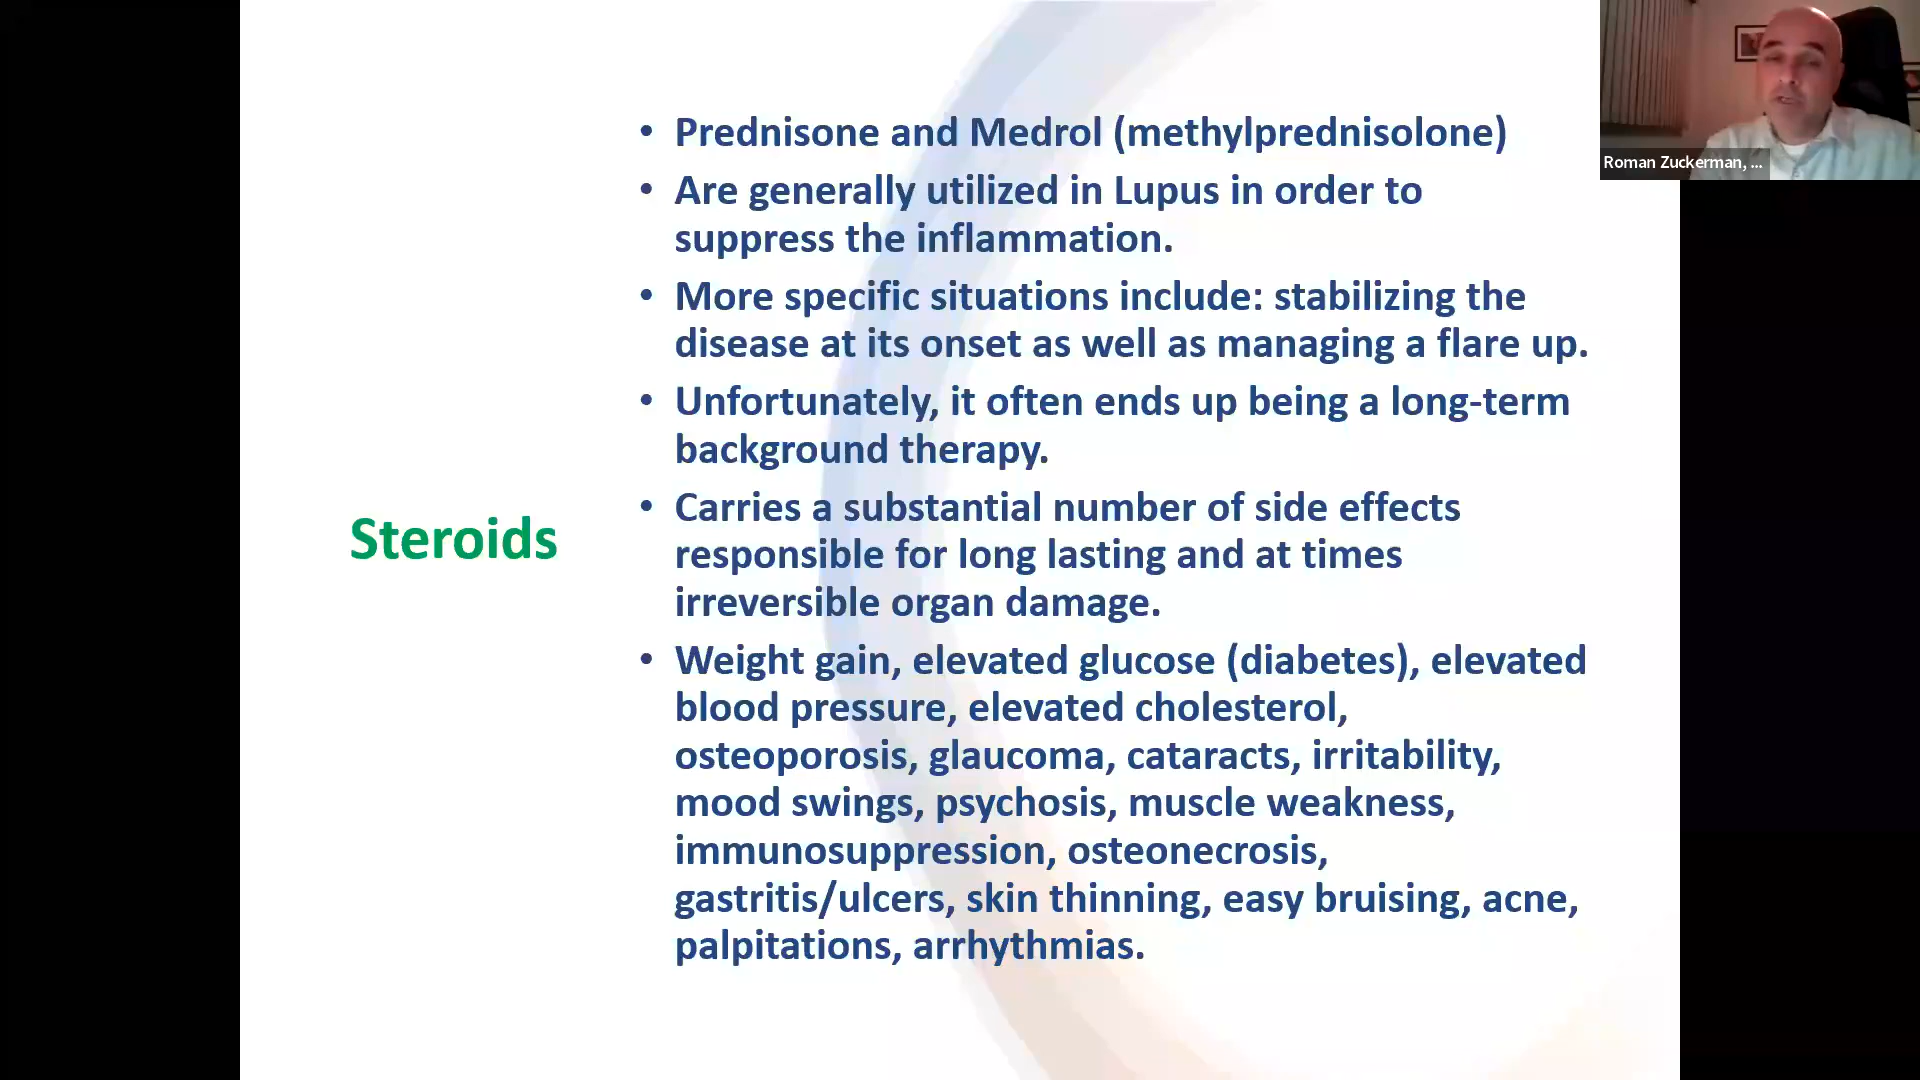 Steroids
• Prednisone and Medrol (methylprednisolone)
• Are generally utilized in Lupus in order to
suppress the inflammation.
• More specific situations include: stabilizing the
disease at its onset as well as managing a flare up.
• Unfortunately, it often ends up being a long-term
background therapy.
• Carries a substantial number of side effects
responsible for long lasting and at times
irreversible organ damage.
• Weight gain, elevated glucose (diabetes), elevated
blood pressure, elevated cholesterol,
osteoporosis, glaucoma, cataracts, irritability,
mood swings, psychosis, muscle weakness,
immunosuppression, osteonecrosis,
gastritis/ulcers, skin thinning, easy bruising, acne,
palpitations, arrhythmias.
Roman Zuckerman, ...